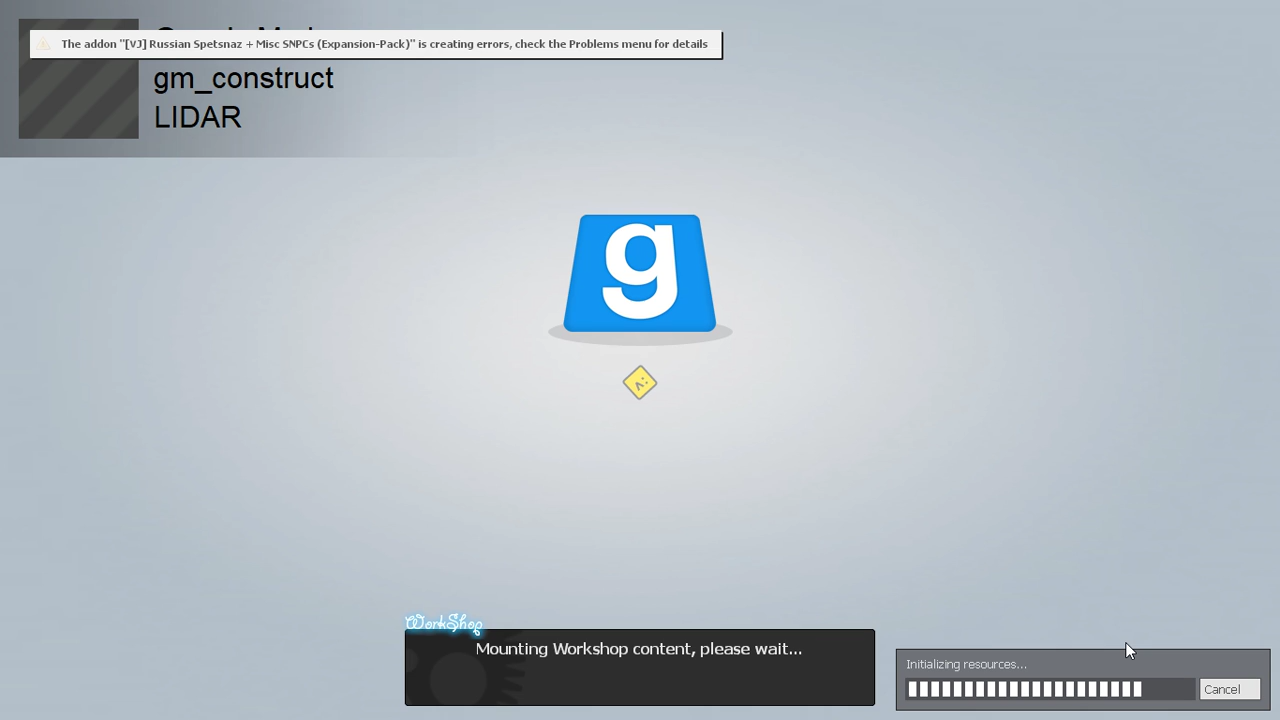 The addon "[VJ] Russian Spetsnaz + Misc SNPCs (Expansion-Pack)" is creating errors, check the Problems menu for details
gm_construct
LIDAR
g
WorkShop
Mounting Workshop content, please wait...
Initializing resources...
Cancel